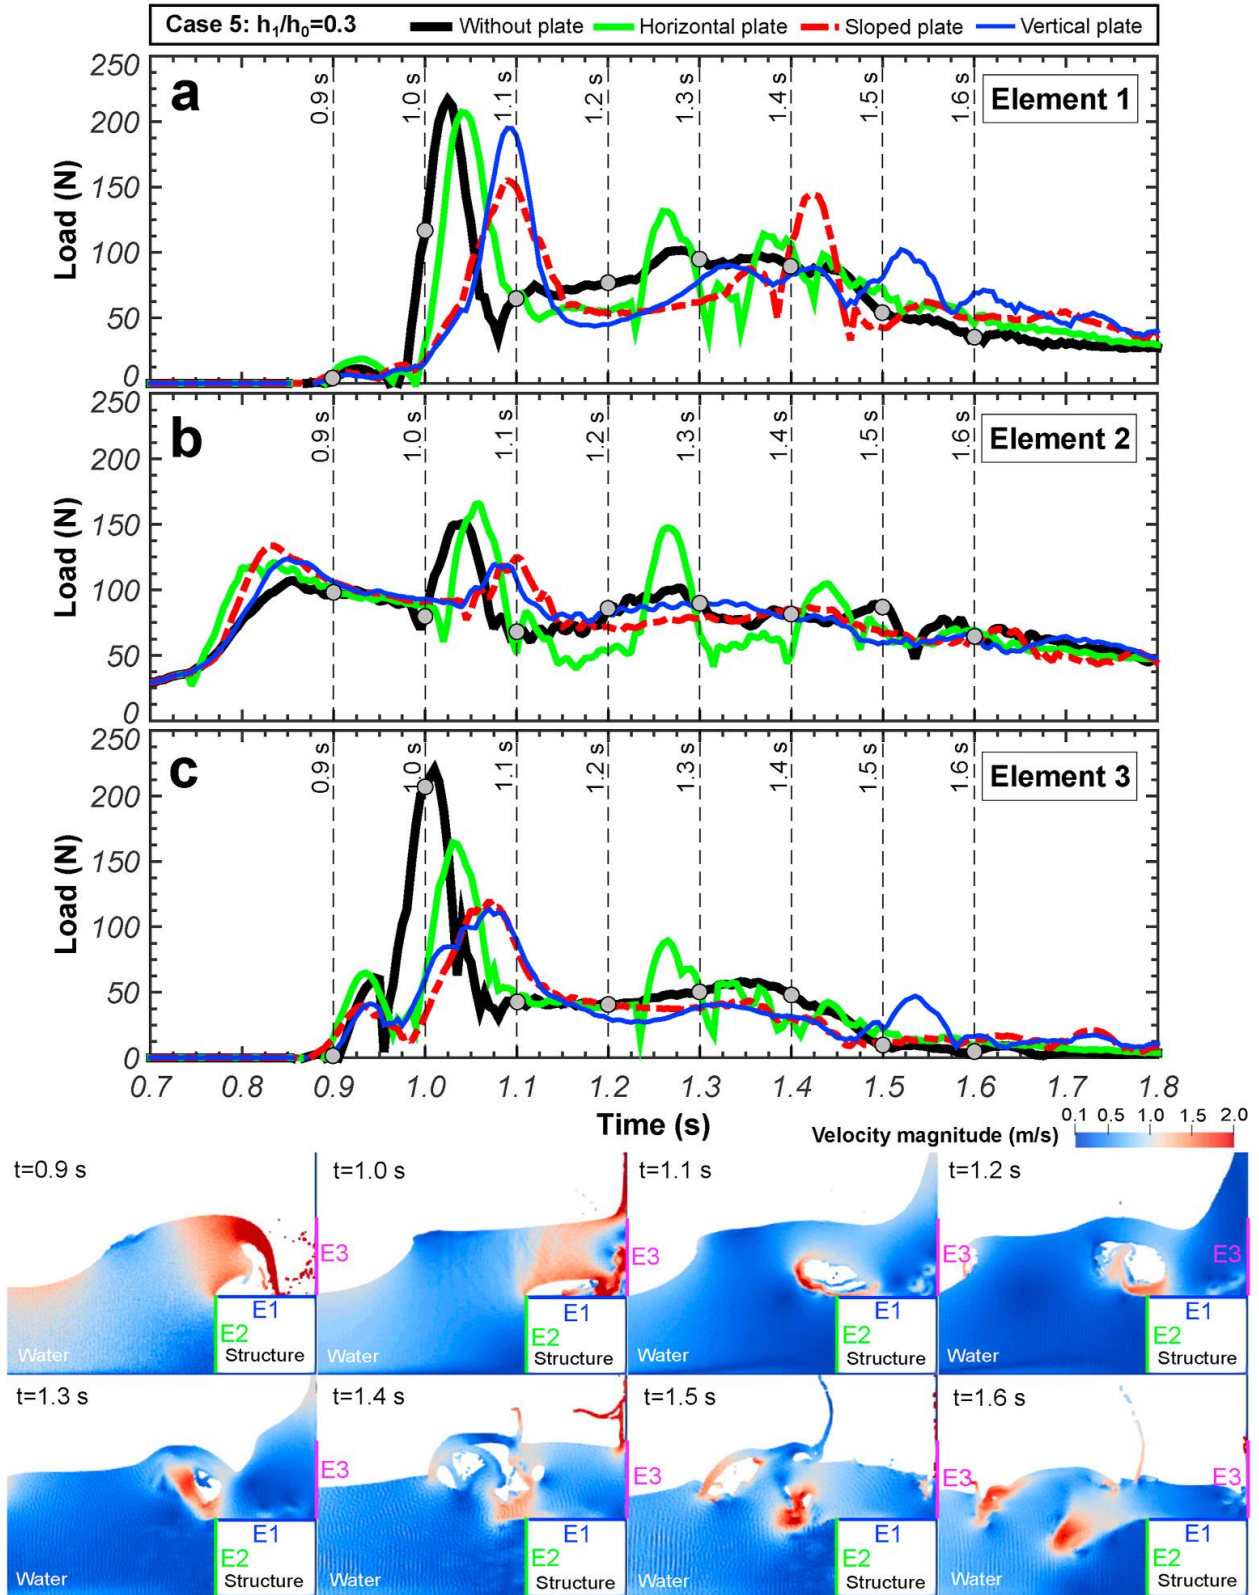 Case 5: h₁/h₀=0.3 Without plate Horizontal plate Sloped plate Vertical plate
a
Element 1
0.9 s 1.0 s 1.1 s 1.2 s 1.3 s 1.4 s 1.5 s 1.6 s
Load (N)
250
200
150
100
50
0
b
Element 2
0.9 s 1.0 s 1.1 s 1.2 s 1.3 s 1.4 s 1.5 s 1.6 s
Load (N)
250
200
150
100
50
0
c
Element 3
0.9 s 1.0 s 1.1 s 1.2 s 1.3 s 1.4 s 1.5 s 1.6 s
Load (N)
250
200
150
100
50
0
0.7 0.8 0.9 1.0 1.1 1.2 1.3 1.4 1.5 1.6 1.7 1.8
Time (s)
Velocity magnitude (m/s)
0.1 0.5 1.0 1.5 2.0
t=0.9 s
E3
E1
E2
Water
Structure
t=1.0 s
E3
E1
E2
Water
Structure
t=1.1 s
E3
E1
E2
Water
Structure
t=1.2 s
E3
E1
E2
Water
Structure
t=1.3 s
E3
E1
E2
Water
Structure
t=1.4 s
E3
E1
E2
Water
Structure
t=1.5 s
E3
E1
E2
Water
Structure
t=1.6 s
E3
E1
E2
Water
Structure